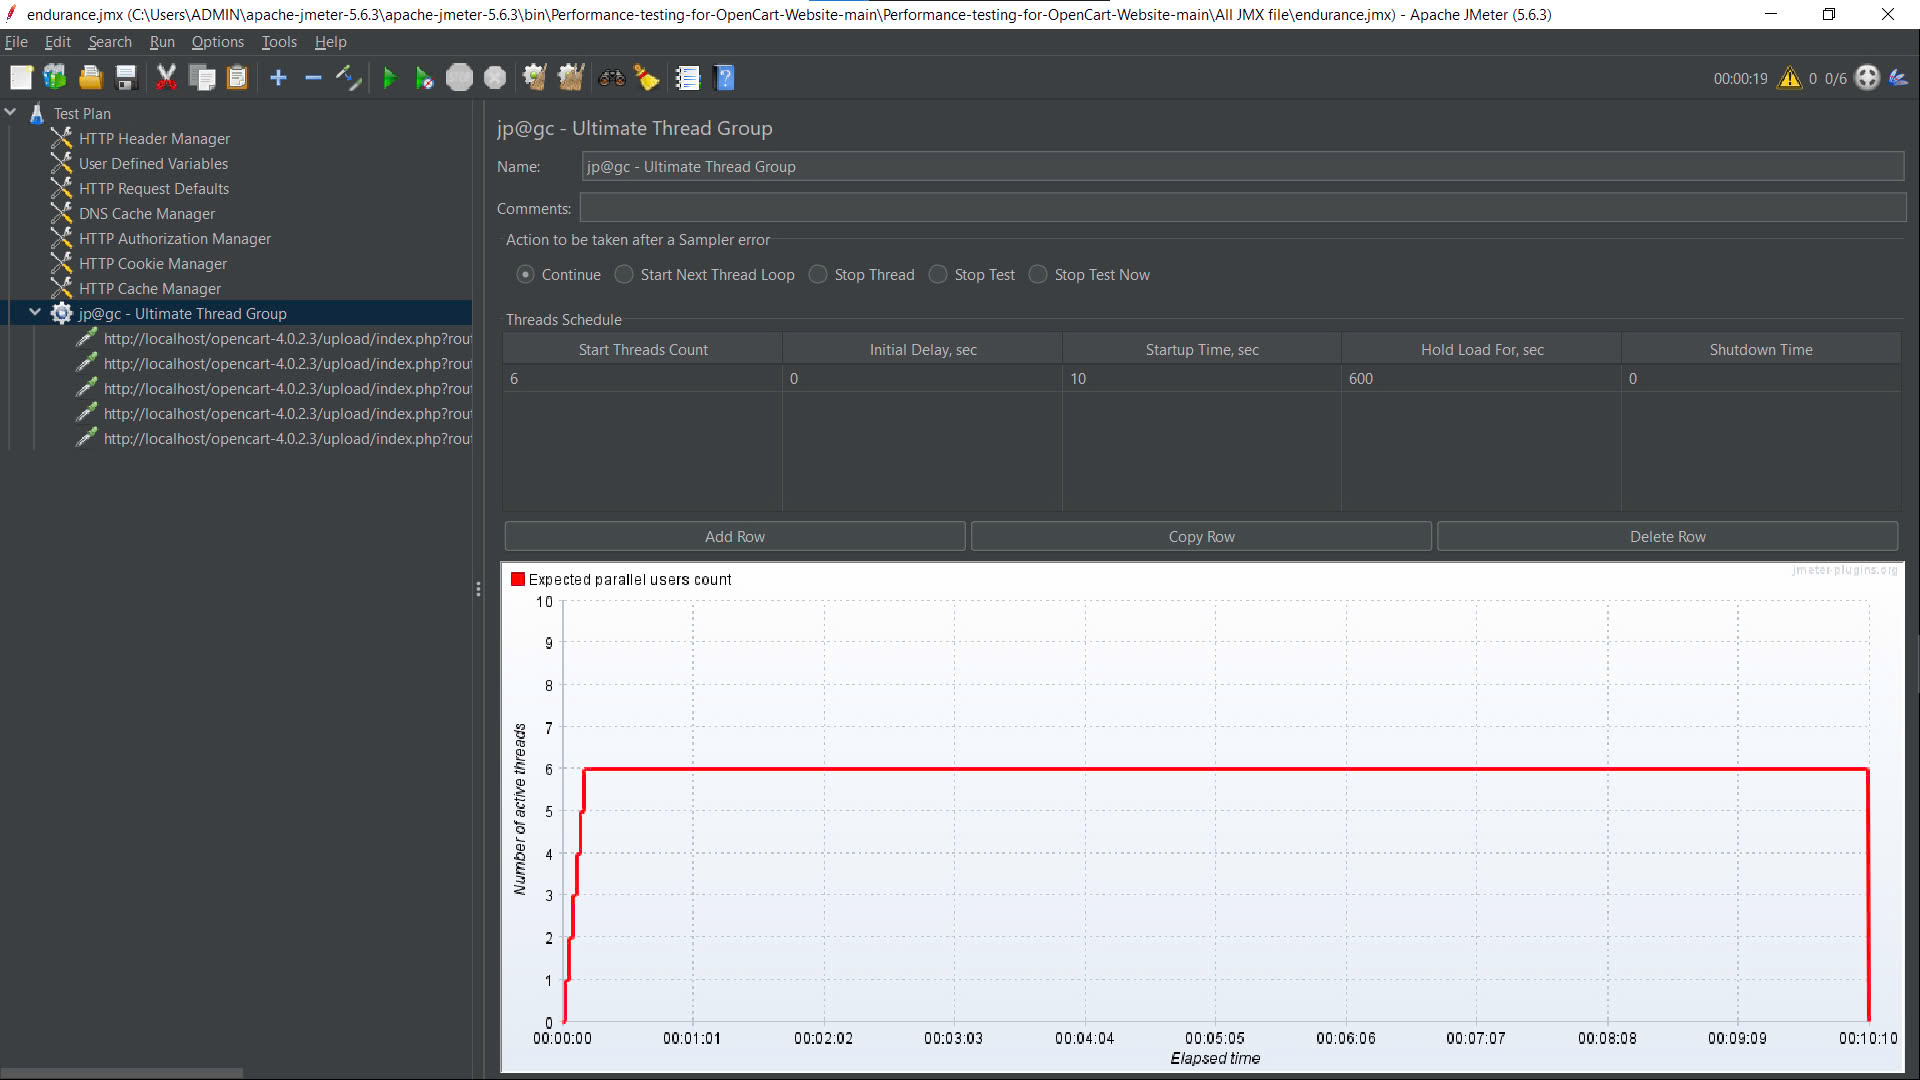 endurance.jmx (C:\Users\ADMIN\apache-jmeter-5.6.3\apache-jmeter-5.6.3\bin\Performance-testing-for-OpenCart-Website-main\Performance-testing-for-OpenCart-Website-main\All JMX file\endurance.jmx) - Apache JMeter (5.6.3)
File Edit Search Run Options Tools Help
STOP 00:00:19 0 0/6
Test Plan
HTTP Header Manager
User Defined Variables
HTTP Request Defaults
DNS Cache Manager
HTTP Authorization Manager
HTTP Cookie Manager
HTTP Cache Manager
jp@gc - Ultimate Thread Group
http://localhost/opencart-4.0.2.3/upload/index.php?rou
http://localhost/opencart-4.0.2.3/upload/index.php?rou
http://localhost/opencart-4.0.2.3/upload/index.php?rou
http://localhost/opencart-4.0.2.3/upload/index.php?rou
http://localhost/opencart-4.0.2.3/upload/index.php?rou
jp@gc - Ultimate Thread Group
Name: jp@gc - Ultimate Thread Group
Comments:
Action to be taken after a Sampler error
Continue Start Next Thread Loop Stop Thread Stop Test Stop Test Now
Threads Schedule
Start Threads Count Initial Delay, sec Startup Time, sec Hold Load For, sec Shutdown Time
6 0 10 600 0
Add Row Copy Row Delete Row
Expected parallel users count
jmeter-plugins.org
10
9
8
7
6
5
4
3
2
1
0
Number of active threads
00:00:00 00:01:01 00:02:02 00:03:03 00:04:04 00:05:05 00:06:06 00:07:07 00:08:08 00:09:09 00:10:10
Elapsed time